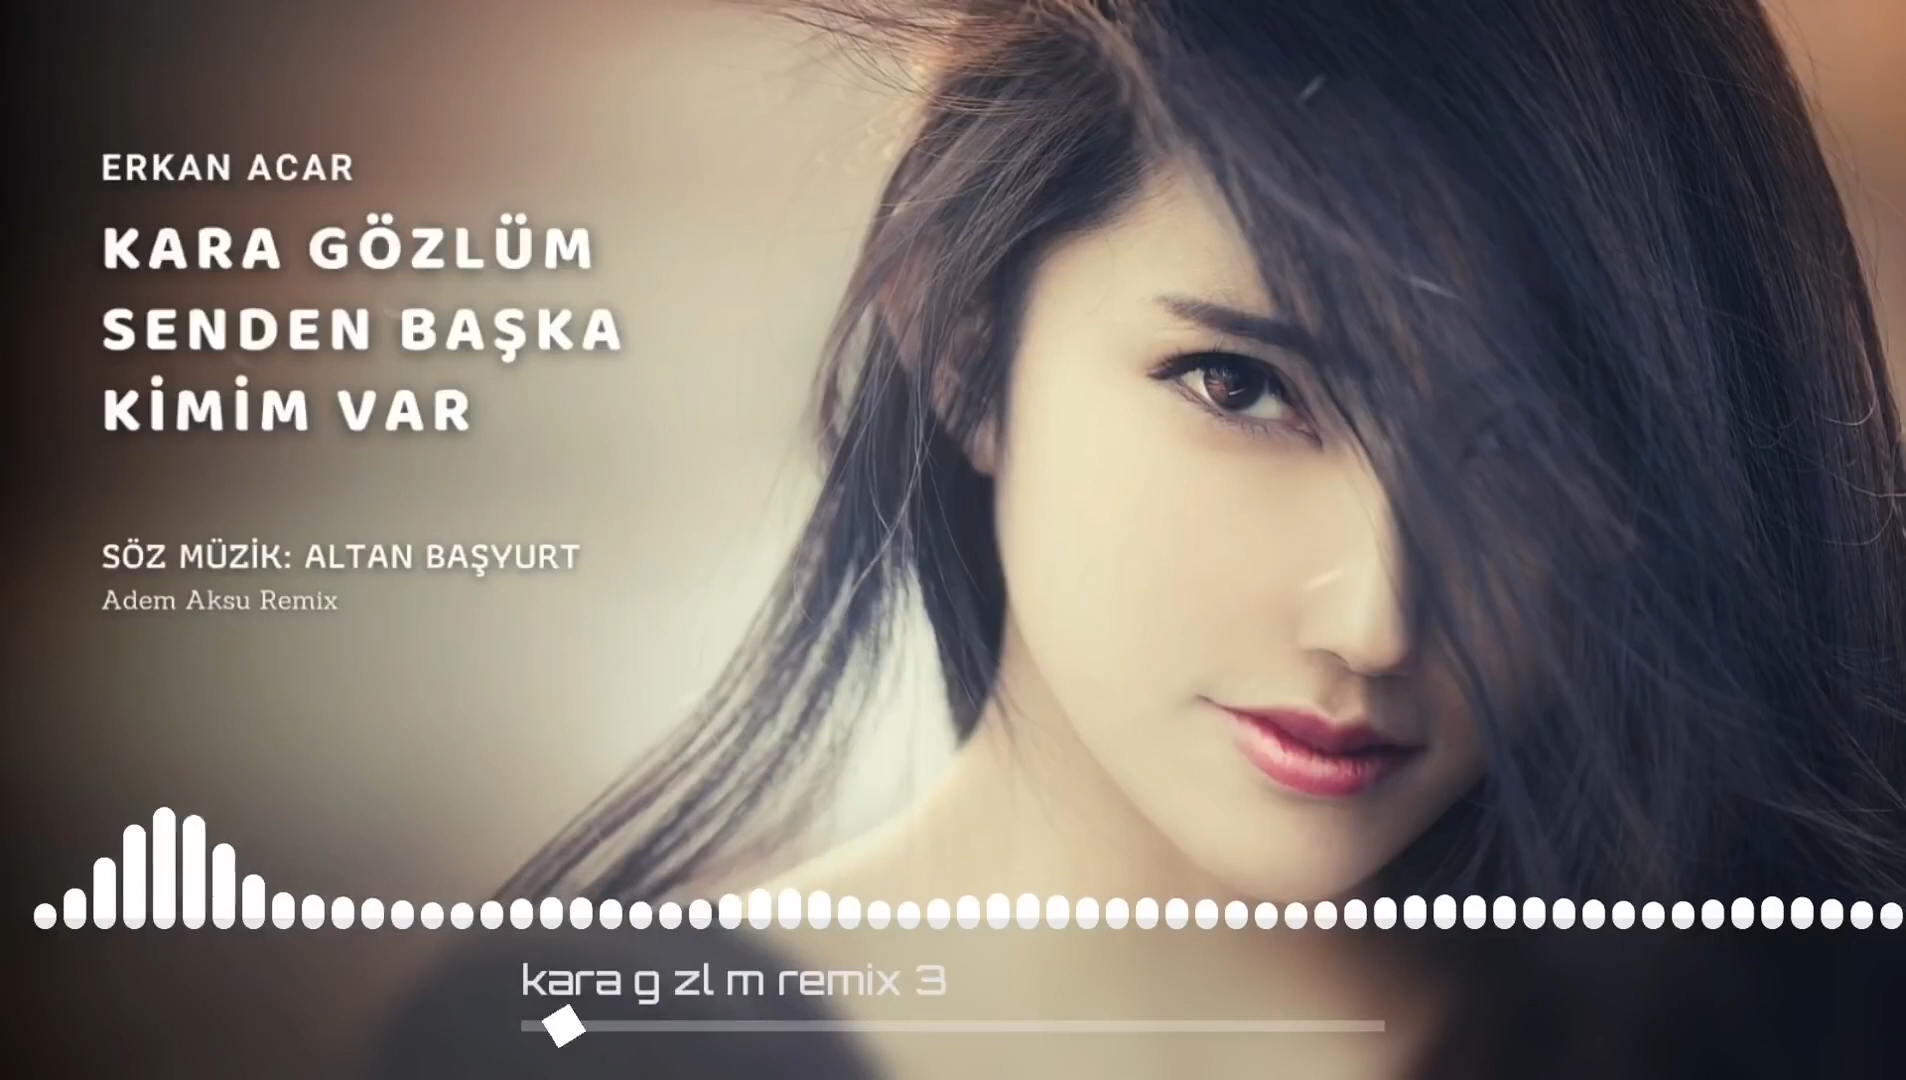 ERKAN ACAR
KARA GÖZLÜM
SENDEN BAŞKA
KİMİM VAR
SÖZ MÜZİK: ALTAN BAŞYURT
Adem Aksu Remix
kara g zl m remix 3